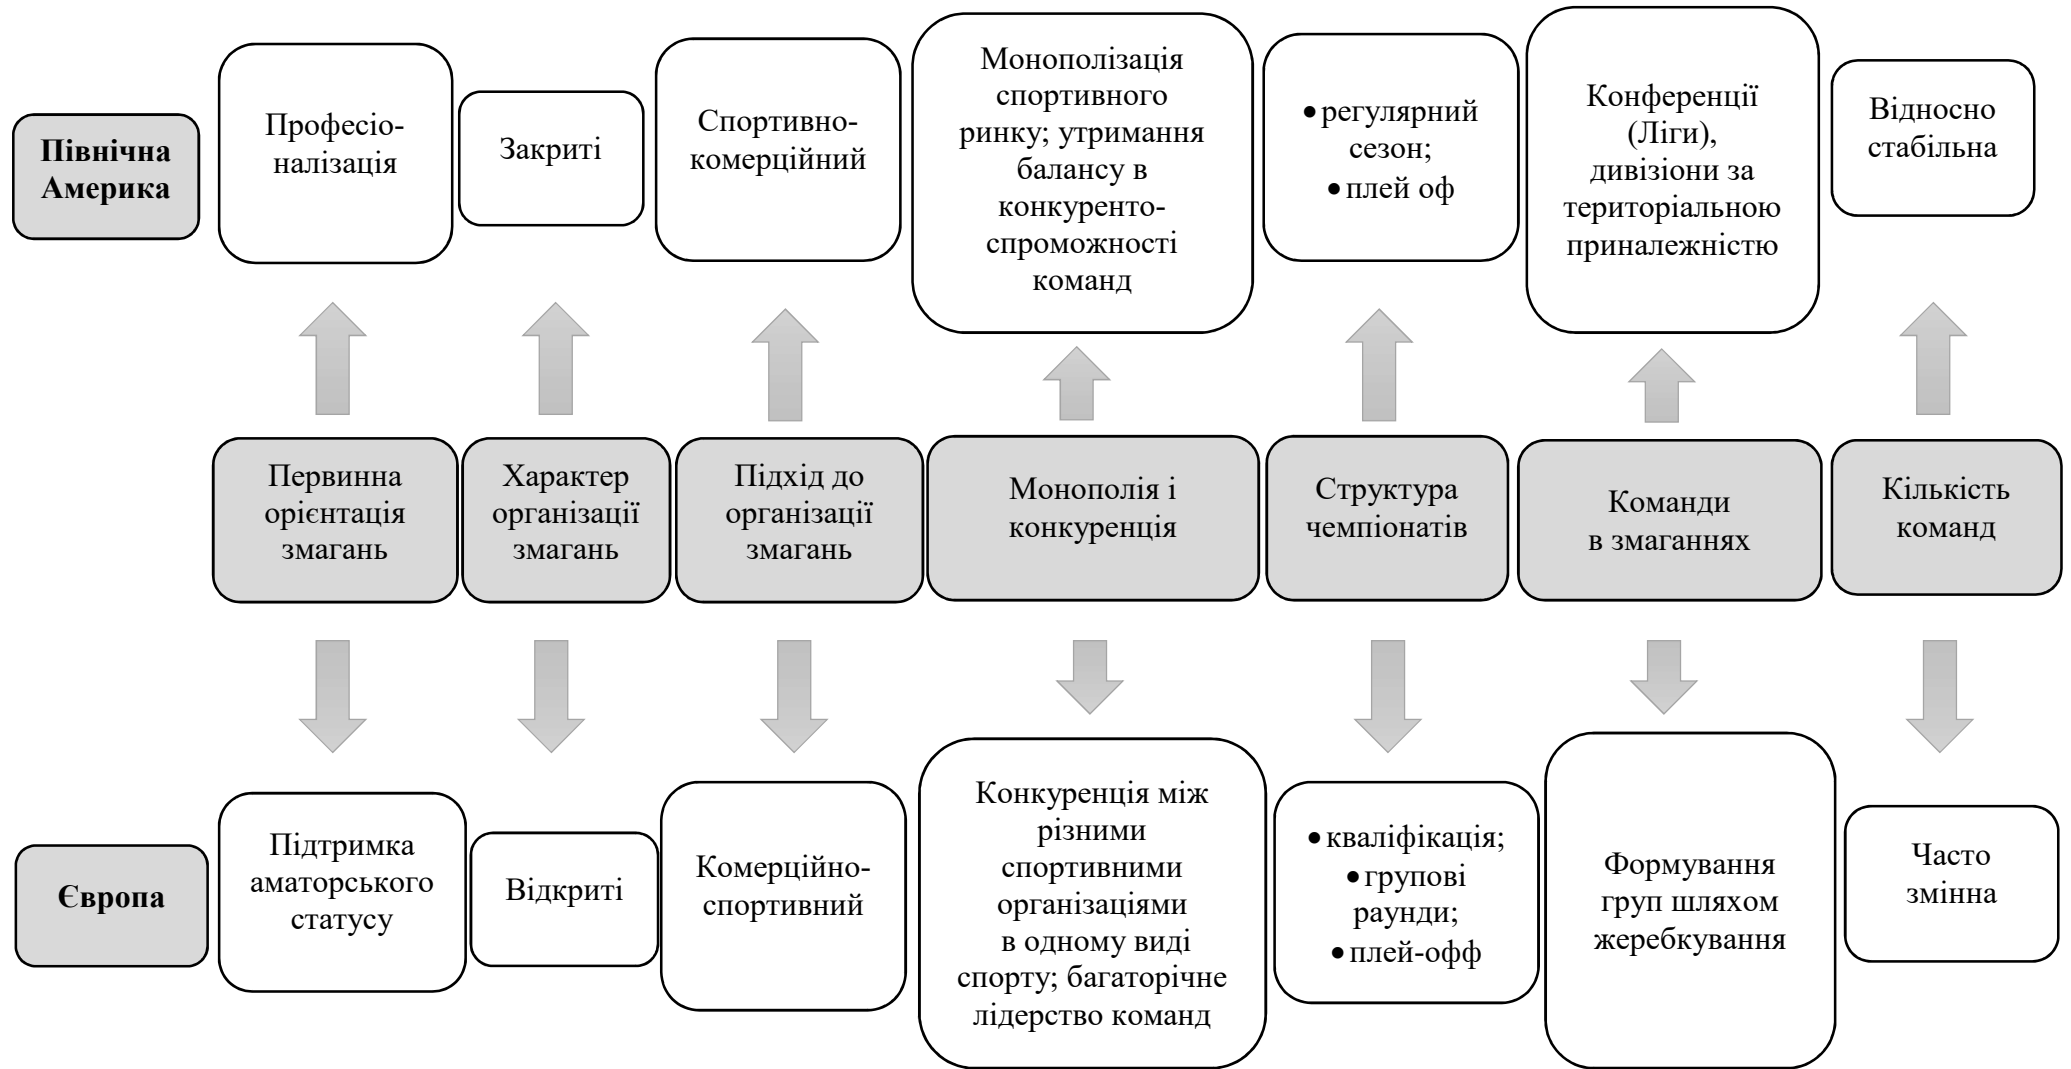 Північна
Америка
Професіо-
налізація
Закриті
Спортивно-
комерційний
Монополізація
спортивного
ринку; утримання
балансу в
конкуренто-
спроможності
команд
•регулярний
сезон;
•плей оф
Конференції
(Ліги),
дивізіони за
територіальною
приналежністю
Відносно
стабільна
Первинна
орієнтація
змагань
Характер
організації
змагань
Підхід до
організації
змагань
Монополія і
конкуренція
Структура
чемпіонатів
Команди
в змаганнях
Кількість
команд
Європа
Підтримка
аматорського
статусу
Відкриті
Комерційно-
спортивний
Конкуренція між
різними
спортивними
організаціями
в одному виді
спорту; багаторічне
лідерство команд
•кваліфікація;
•групові
раунди;
•плей-офф
Формування
груп шляхом
жеребкування
Часто
змінна